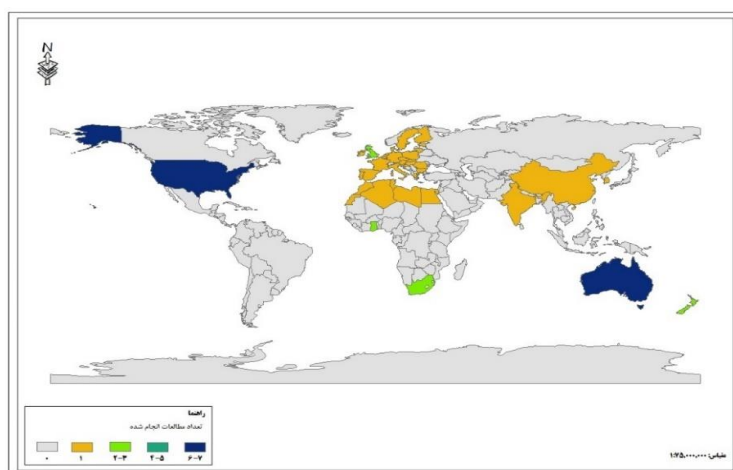 N
راهنما
تعداد مطالعات انجام شده
۰ ۱ ۲-۳ ۴-۵ ۶-۷
مقیاس: ۱:۷۵,۰۰۰,۰۰۰